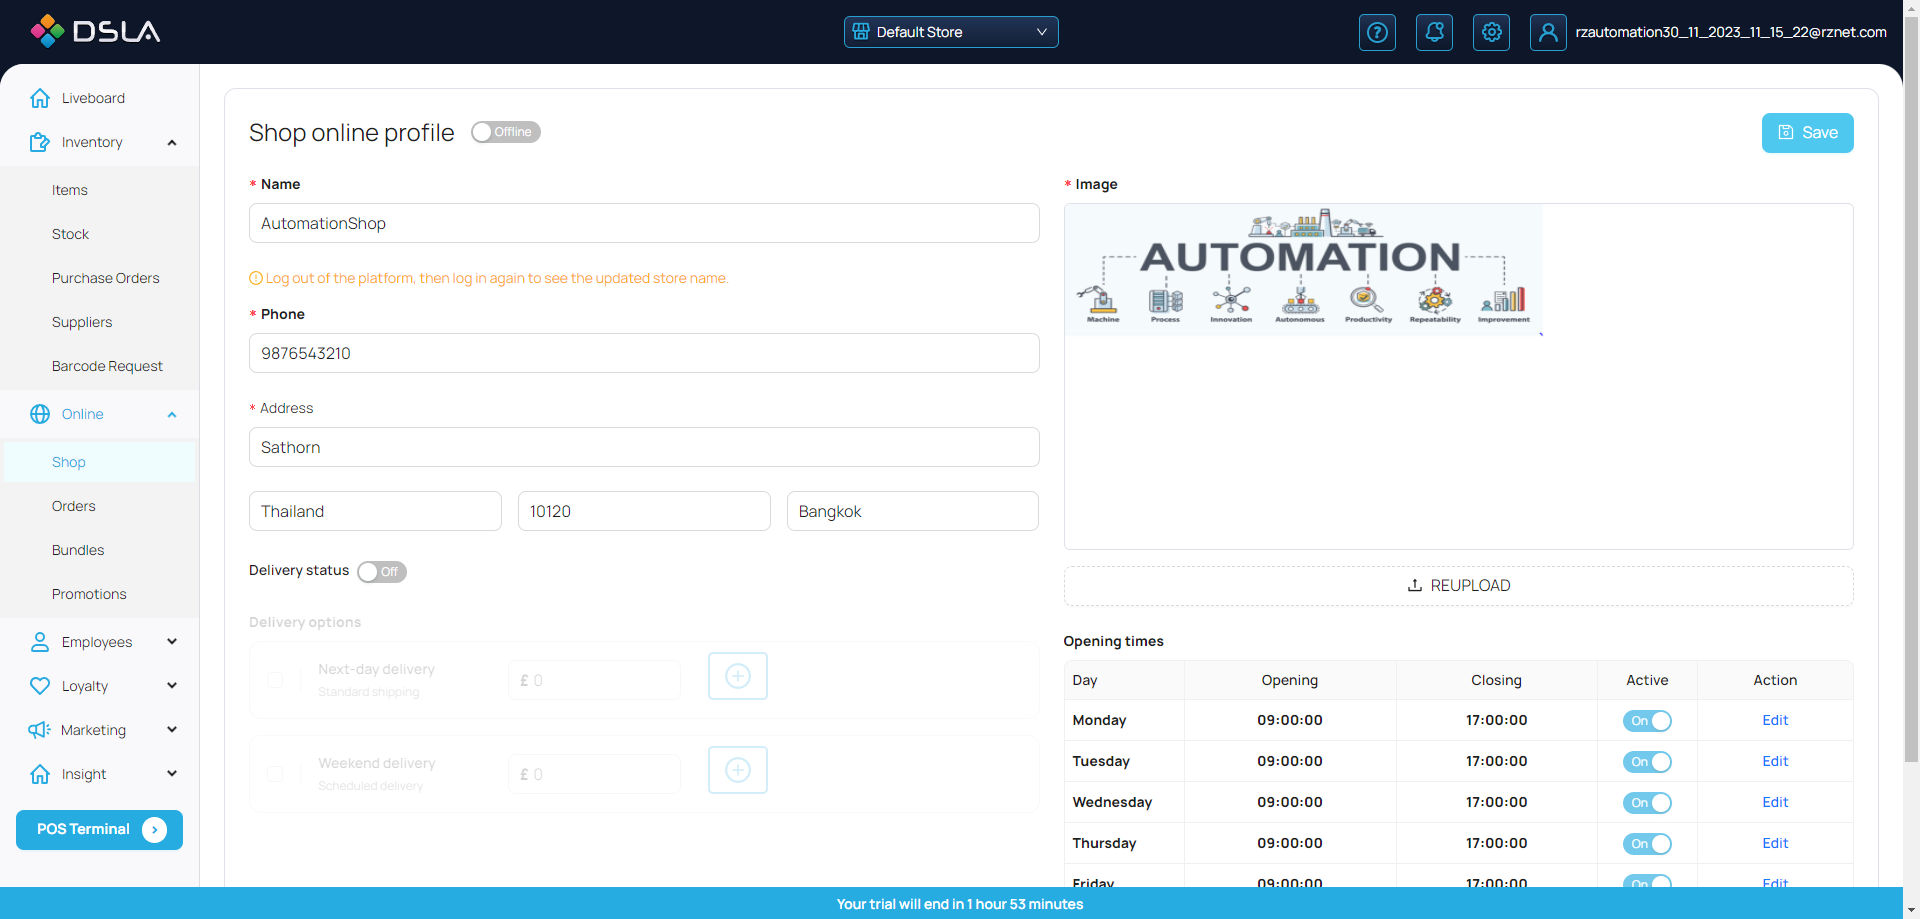 DSLA
Default Store
rzautomation30_11_2023_11_15_22@rznet.com
Liveboard
Inventory
Items
Stock
Purchase Orders
Suppliers
Barcode Request
Online
Shop
Orders
Bundles
Promotions
Employees
Loyalty
Marketing
Insight
POS Terminal
Shop online profile
Offline
Save
* Name
AutomationShop
Log out of the platform, then log in again to see the updated store name.
* Phone
9876543210
* Address
Sathorn
Thailand 10120 Bangkok
Delivery status Off
Delivery options
Next-day delivery
Standard shipping
£ 0
Weekend delivery
Scheduled delivery
£ 0
* Image
AUTOMATION
Machine Process Innovation Autonomous Productivity Repeatability Improvement
REUPLOAD
Opening times
Day Opening Closing Active Action
Monday 09:00:00 17:00:00 On Edit
Tuesday 09:00:00 17:00:00 On Edit
Wednesday 09:00:00 17:00:00 On Edit
Thursday 09:00:00 17:00:00 On Edit
Friday 09:00:00 17:00:00 On Edit
Your trial will end in 1 hour 53 minutes